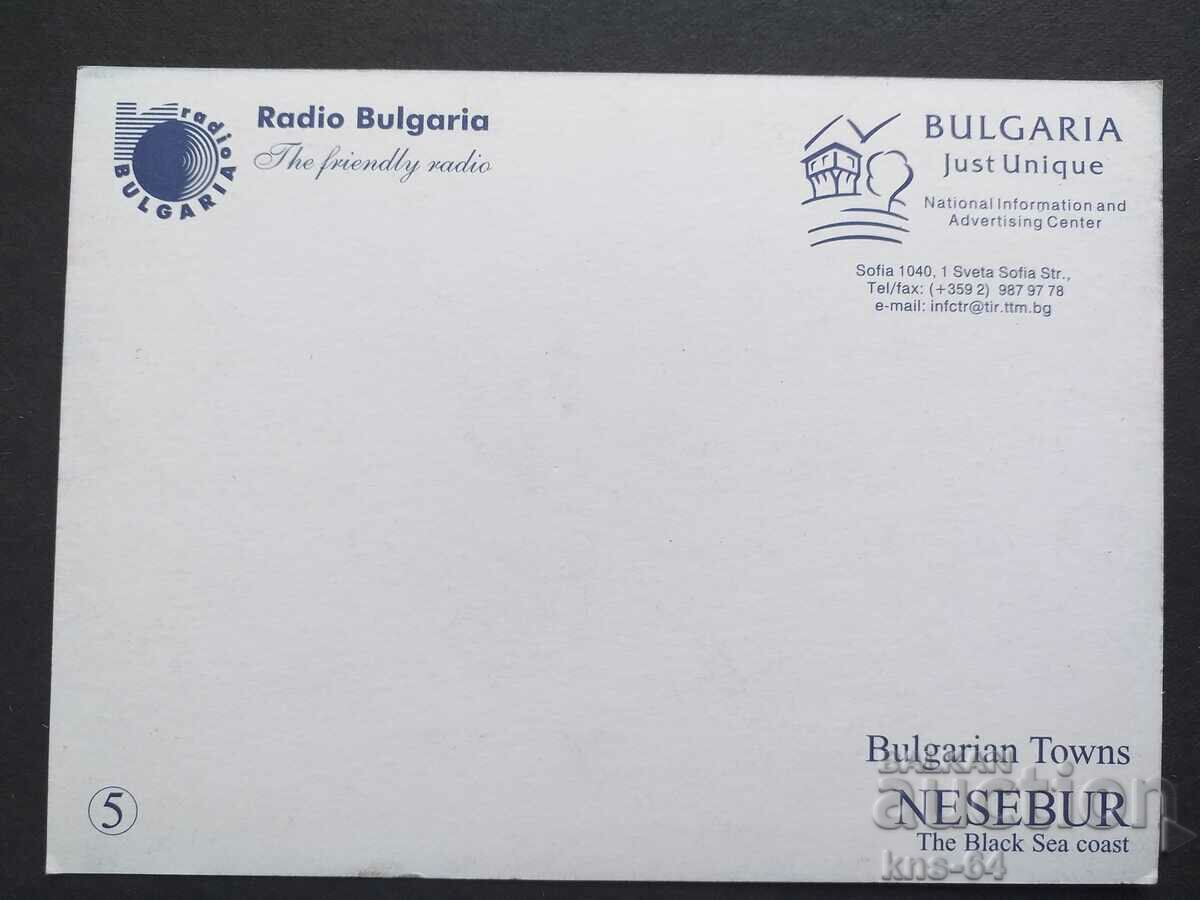 radio
BULGARIA
Radio Bulgaria
The friendly radio
BULGARIA
Just Unique
National Information and
Advertising Center
Sofia 1040, 1 Sveta Sofia Str.,
Tel/fax: (+359 2) 987 97 78
e-mail: infctr@tir.ttm.bg
Bulgarian Towns
NESEBUR
The Black Sea coast
5
BALKAN
auction
kns-64